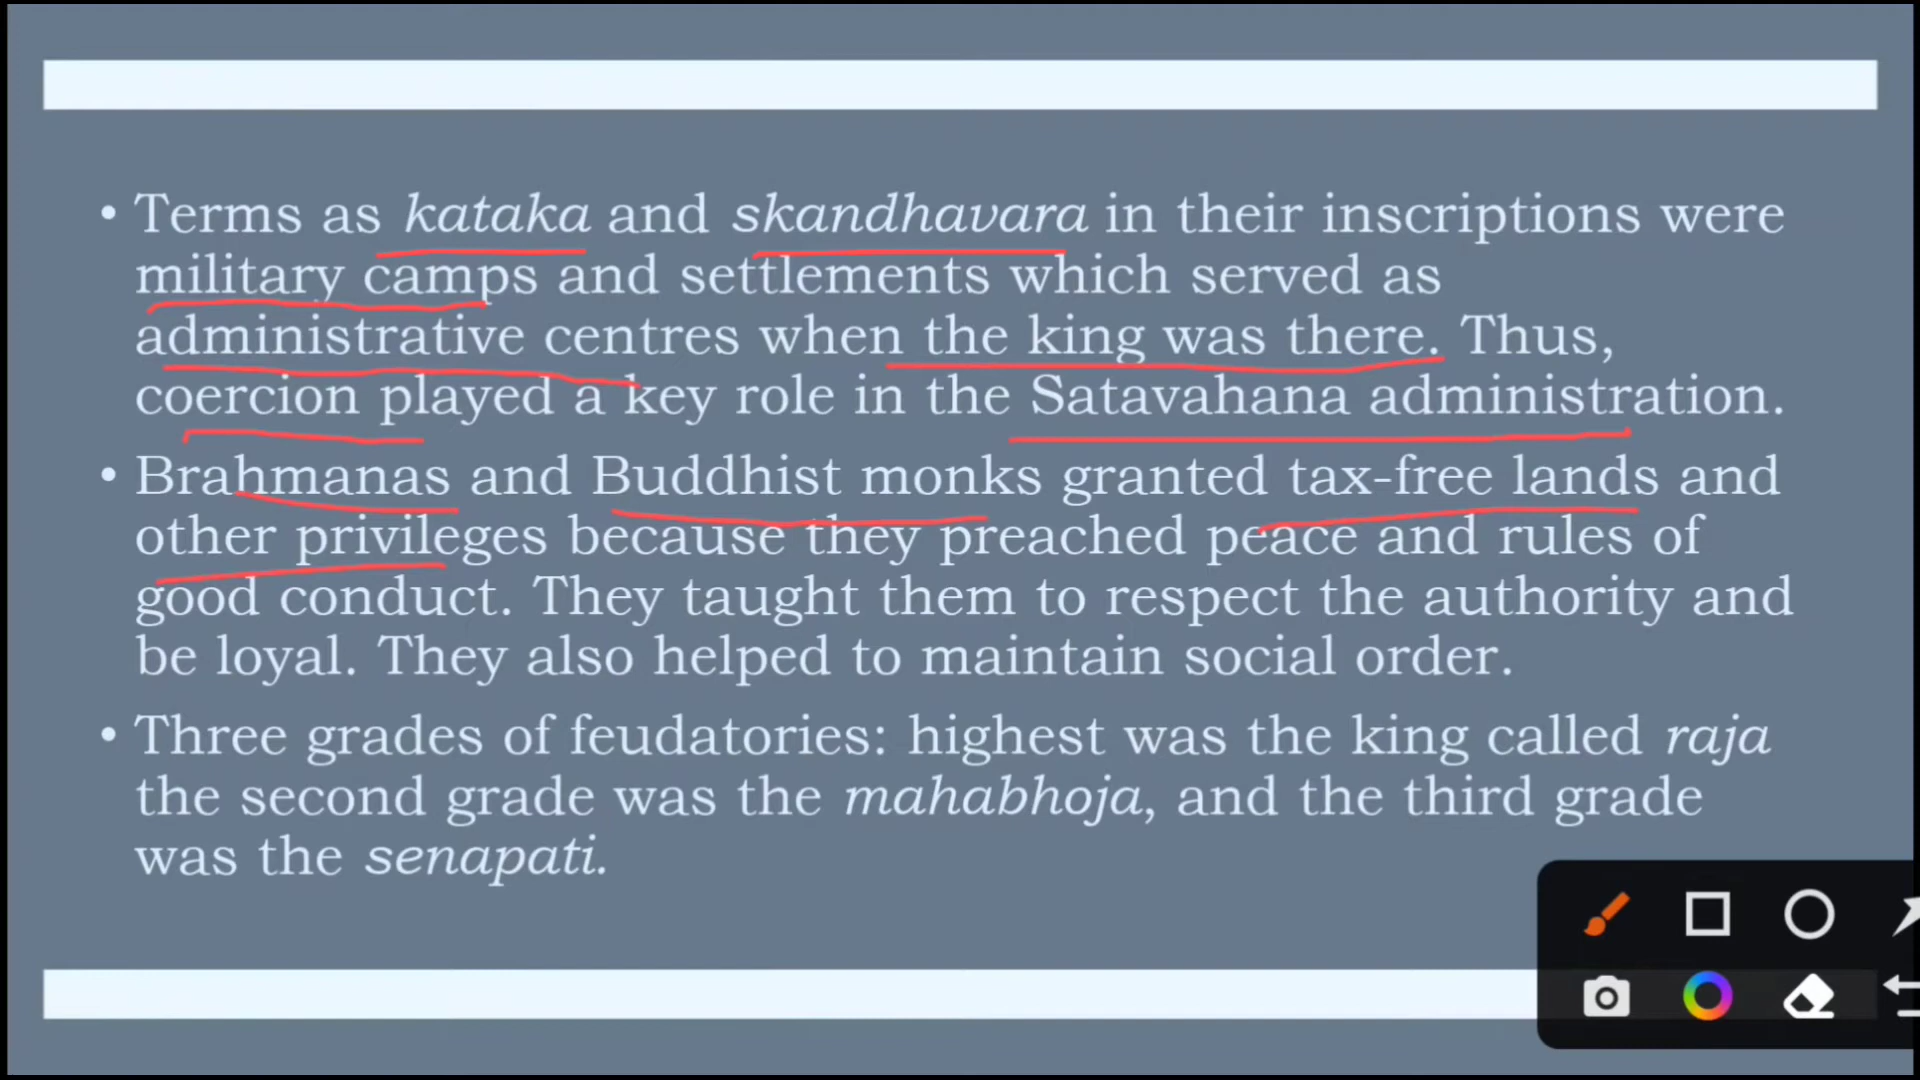 • Terms as kataka and skandhavara in their inscriptions were
military camps and settlements which served as
administrative centres when the king was there. Thus,
coercion played a key role in the Satavahana administration.
• Brahmanas and Buddhist monks granted tax-free lands and
other privileges because they preached peace and rules of
good conduct. They taught them to respect the authority and
be loyal. They also helped to maintain social order.
• Three grades of feudatories: highest was the king called raja
the second grade was the mahabhoja, and the third grade
was the senapati.